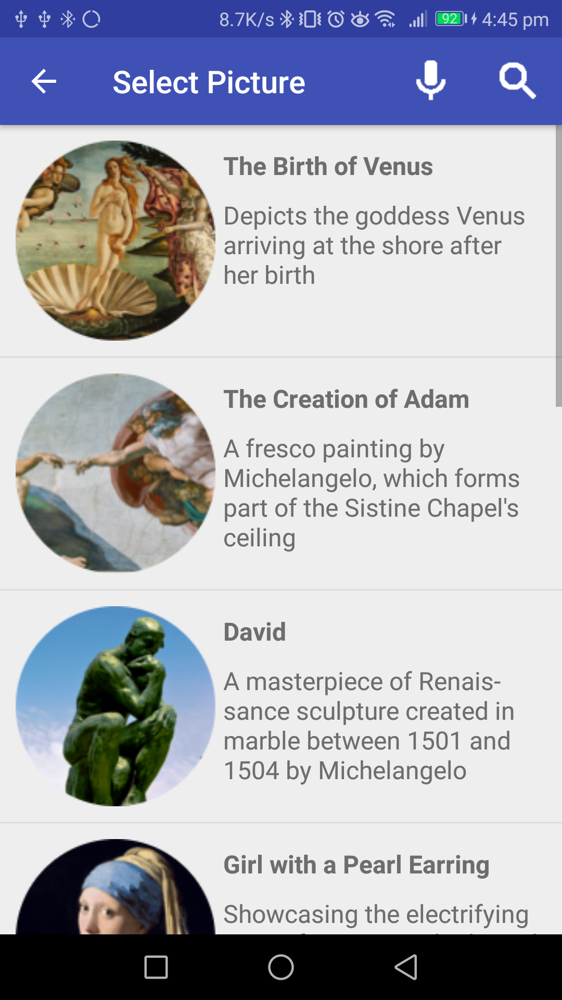 8.7K/s 92 4:45 pm
Select Picture
The Birth of Venus
Depicts the goddess Venus
arriving at the shore after
her birth
The Creation of Adam
A fresco painting by
Michelangelo, which forms
part of the Sistine Chapel's
ceiling
David
A masterpiece of Renais-
sance sculpture created in
marble between 1501 and
1504 by Michelangelo
Girl with a Pearl Earring
Showcasing the electrifying